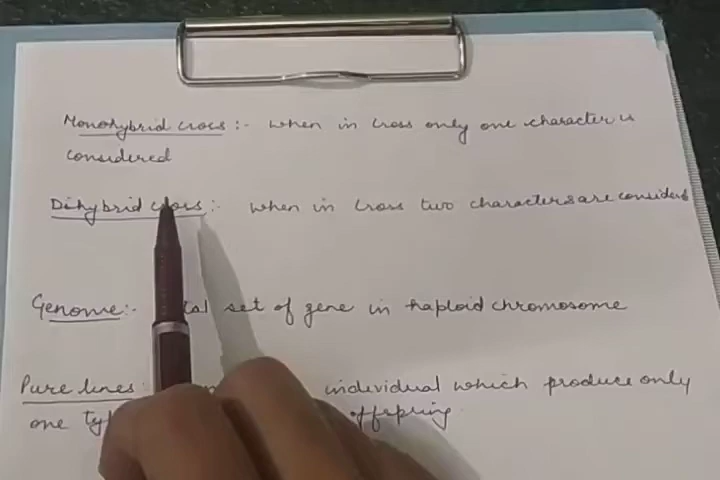 Monohybrid cross :- when in cross only one character is
considered
Dihybrid cross :- when in cross two characters are consider
Genome :- set of gene in haploid chromosome
Pure lines : individual which produce only
one offspring.